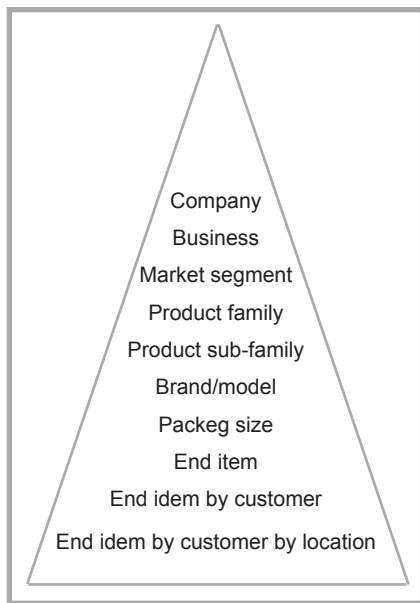 Company
Business
Market segment
Product family
Product sub-family
Brand/model
Packeg size
End item
End idem by customer
End idem by customer by location